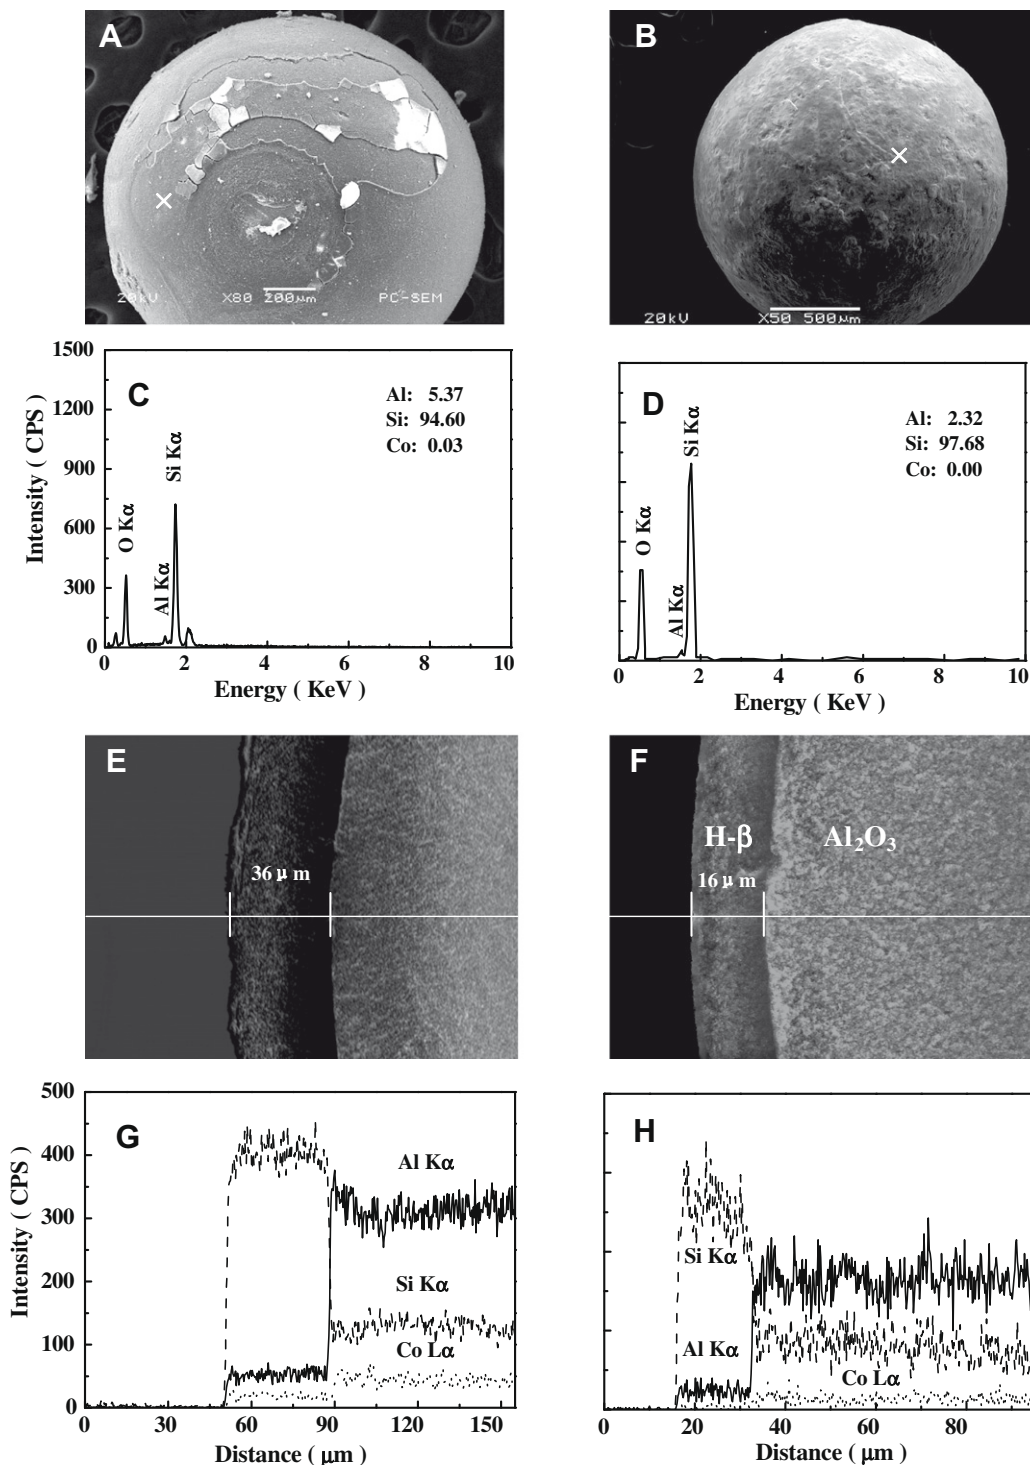 A
20kV X80 200μm PC-SEM
B
20kV X50 500μm
C
1500
1200
900
600
300
0
Intensity ( CPS )
O Kα
Al Kα
Si Kα
Al: 5.37
Si: 94.60
Co: 0.03
0 2 4 6 8 10
Energy ( KeV )
D
O Kα
Al Kα
Si Kα
Al: 2.32
Si: 97.68
Co: 0.00
0 2 4 6 8 10
Energy ( KeV )
E
36 μm
F
H-β Al₂O₃
16 μm
G
500
400
300
200
100
0
Intensity ( CPS )
Al Kα
Si Kα
Co Lα
0 30 60 90 120 150
Distance ( μm )
H
Si Kα
Al Kα
Co Lα
0 20 40 60 80
Distance ( μm )